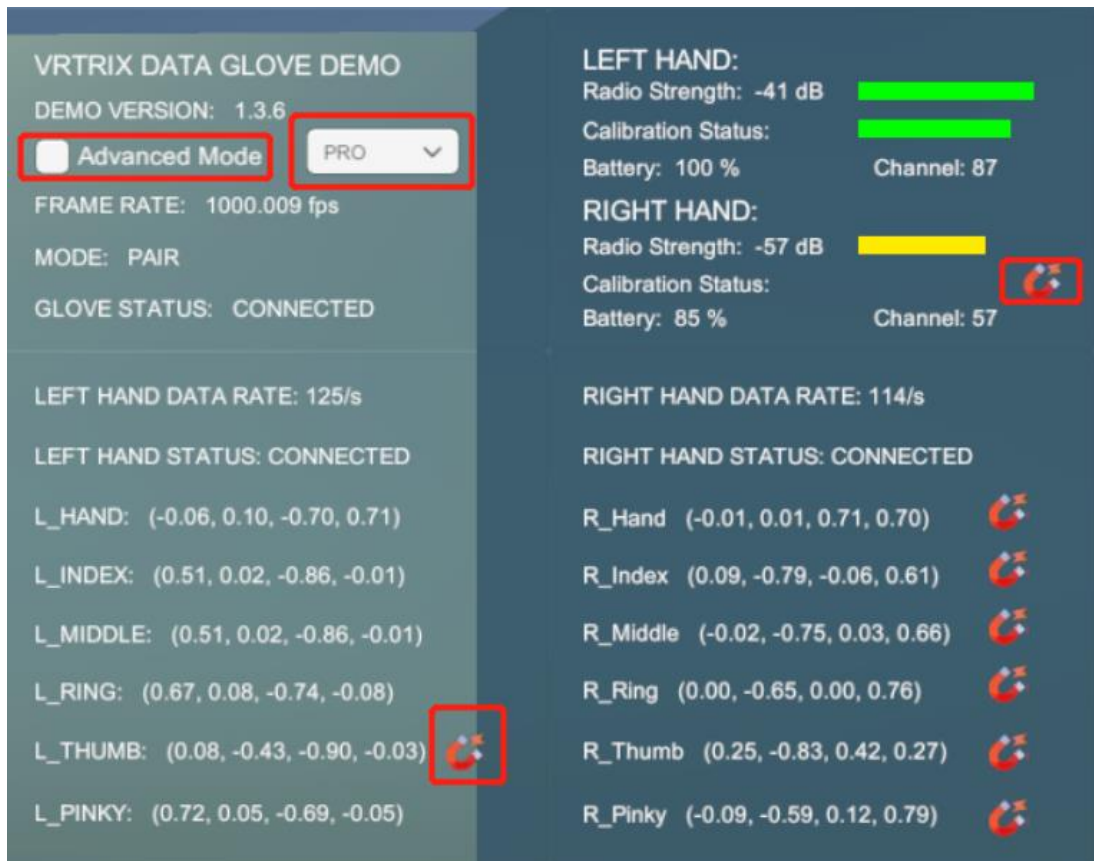 VRTRIX DATA GLOVE DEMO
DEMO VERSION: 1.3.6
Advanced Mode PRO
FRAME RATE: 1000.009 fps
MODE: PAIR
GLOVE STATUS: CONNECTED
LEFT HAND:
Radio Strength: -41 dB
Calibration Status:
Battery: 100 % Channel: 87
RIGHT HAND:
Radio Strength: -57 dB
Calibration Status:
Battery: 85 % Channel: 57
LEFT HAND DATA RATE: 125/s
LEFT HAND STATUS: CONNECTED
L_HAND: (-0.06, 0.10, -0.70, 0.71)
L_INDEX: (0.51, 0.02, -0.86, -0.01)
L_MIDDLE: (0.51, 0.02, -0.86, -0.01)
L_RING: (0.67, 0.08, -0.74, -0.08)
L_THUMB: (0.08, -0.43, -0.90, -0.03)
L_PINKY: (0.72, 0.05, -0.69, -0.05)
RIGHT HAND DATA RATE: 114/s
RIGHT HAND STATUS: CONNECTED
R_Hand (-0.01, 0.01, 0.71, 0.70)
R_Index (0.09, -0.79, -0.06, 0.61)
R_Middle (-0.02, -0.75, 0.03, 0.66)
R_Ring (0.00, -0.65, 0.00, 0.76)
R_Thumb (0.25, -0.83, 0.42, 0.27)
R_Pinky (-0.09, -0.59, 0.12, 0.79)